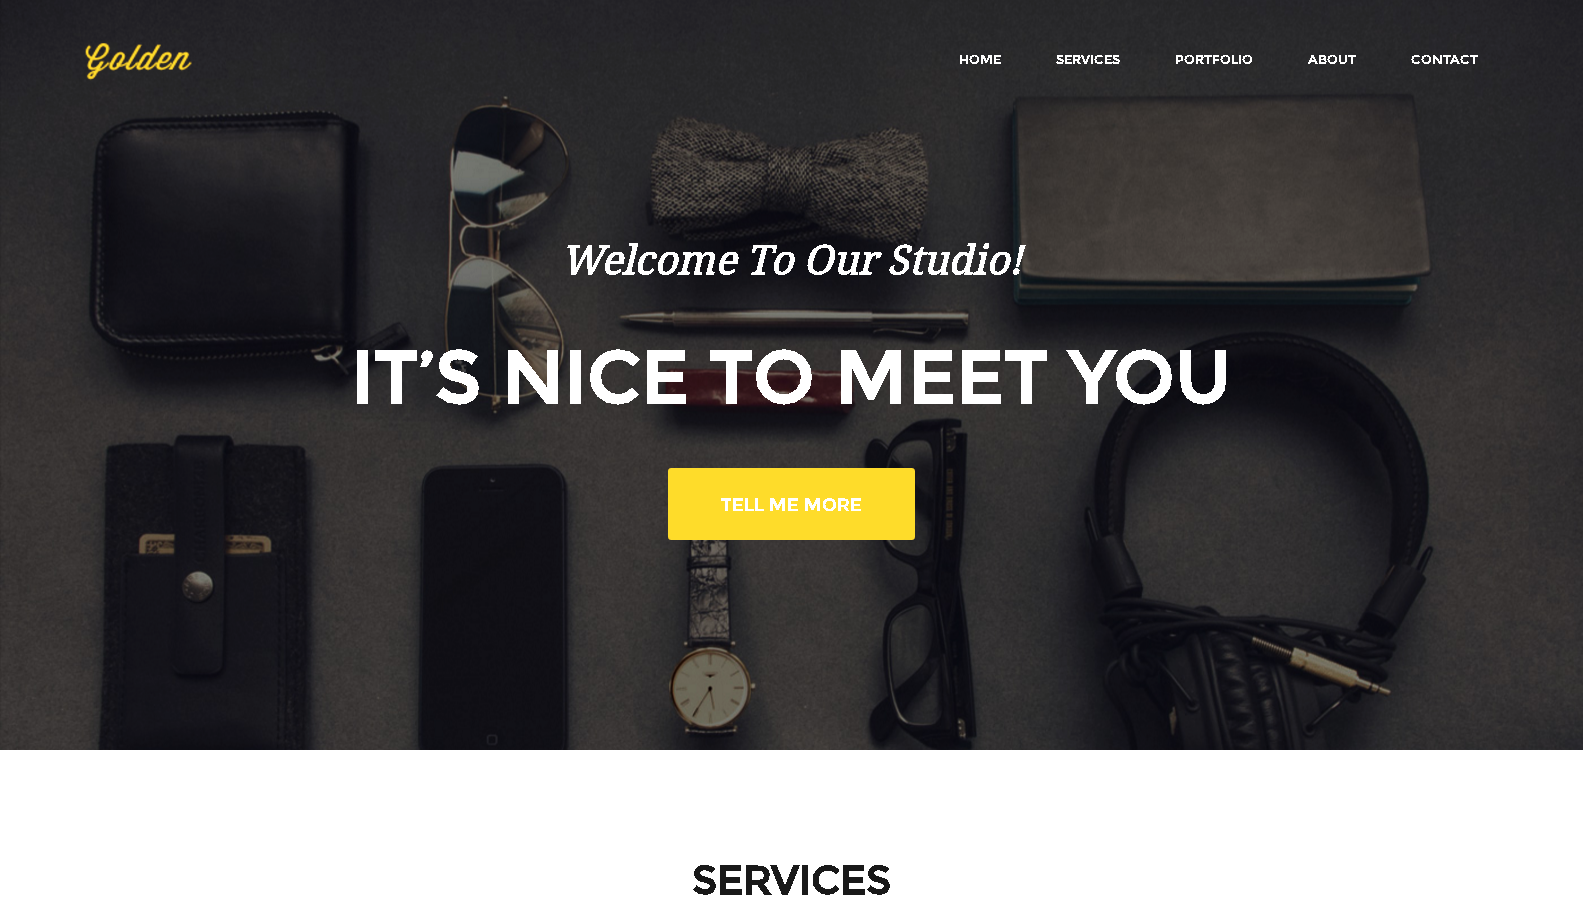 Golden
HOME SERVICES PORTFOLIO ABOUT CONTACT
Welcome To Our Studio!
IT’S NICE TO MEET YOU
TELL ME MORE
SERVICES